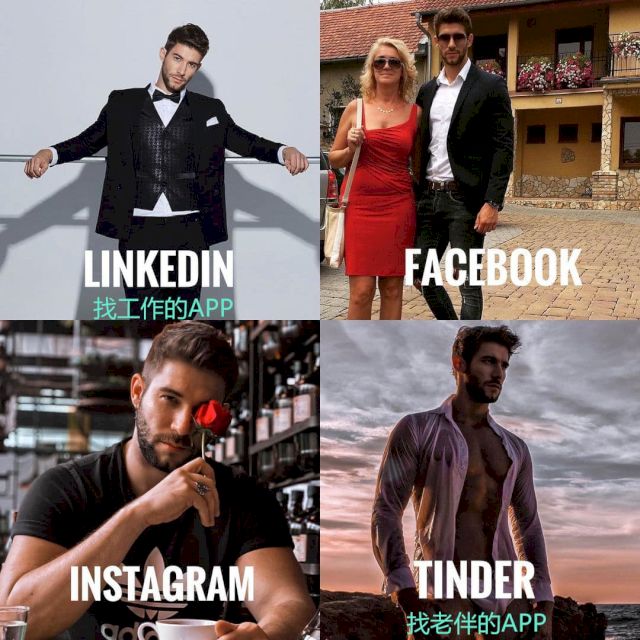 LINKEDIN
找工作的APP
FACEBOOK
INSTAGRAM
TINDER
找老伴的APP